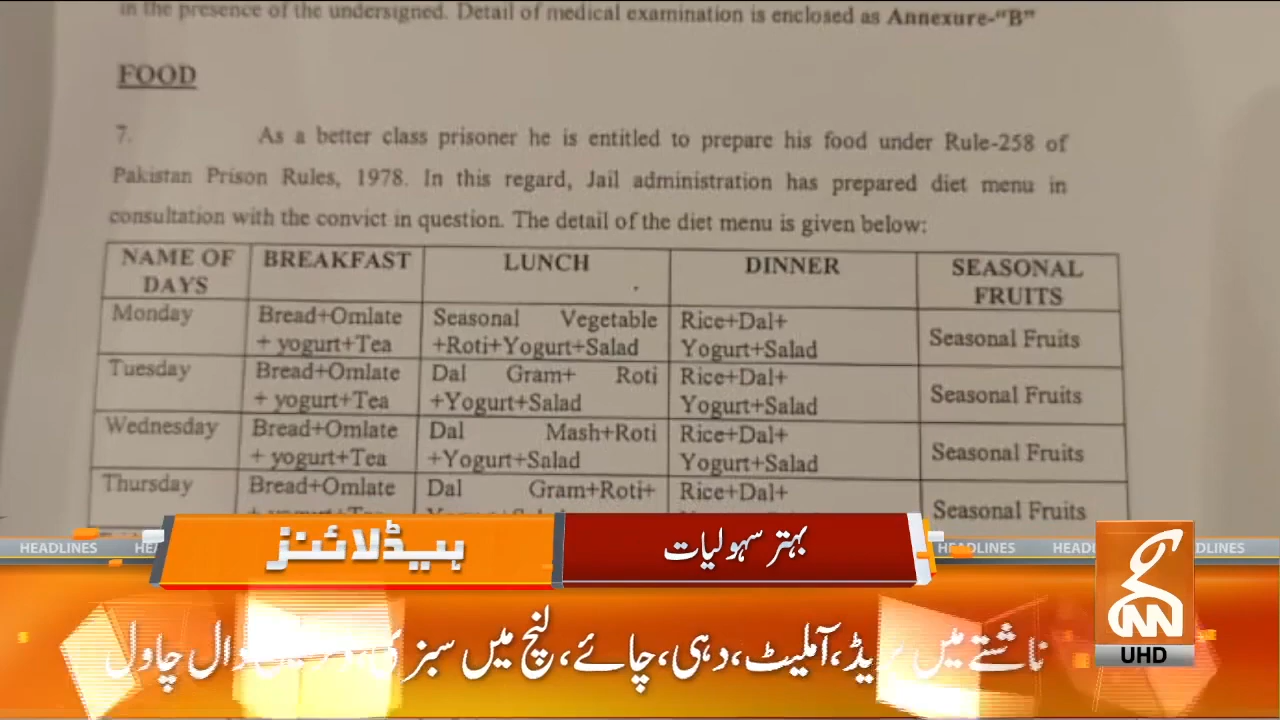 in the presence of the undersigned. Detail of medical examination is enclosed as Annexure-“B”
FOOD
7. As a better class prisoner he is entitled to prepare his food under Rule-258 of
Pakistan Prison Rules, 1978. In this regard, Jail administration has prepared diet menu in
consultation with the convict in question. The detail of the diet menu is given below:
NAME OF DAYS BREAKFAST LUNCH DINNER SEASONAL FRUITS
Monday Bread+Omlate Seasonal Vegetable Rice+Dal+ Seasonal Fruits
+ yogurt+Tea +Roti+Yogurt+Salad Yogurt+Salad
Tuesday Bread+Omlate Dal Gram+ Roti Rice+Dal+ Seasonal Fruits
+ yogurt+Tea +Yogurt+Salad Yogurt+Salad
Wednesday Bread+Omlate Dal Mash+Roti Rice+Dal+ Seasonal Fruits
+ yogurt+Tea +Yogurt+Salad Yogurt+Salad
Thursday Bread+Omlate Dal Gram+Roti+ Rice+Dal+ Seasonal Fruits
HEADLINES
بہتر سہولیات
ہیڈلائنز
ناشتے میں بریڈ، آملیٹ، دہی، چائے، لنچ میں سبزی دال چاول
GNN
UHD